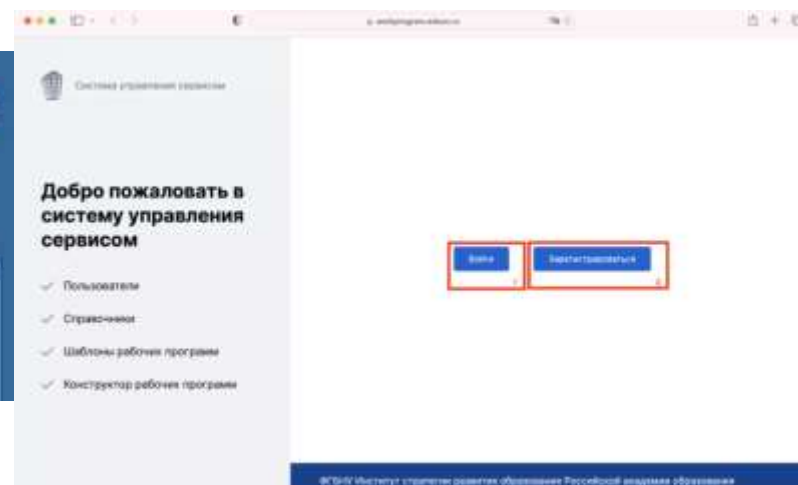 Система управления сервисом
Добро пожаловать в
систему управления
сервисом
Пользователи
Справочники
Шаблоны рабочих программ
Конструктор рабочих программ
Войти
Зарегистрироваться
ФГБНУ Институт стратегии развития образования Российской академии образования